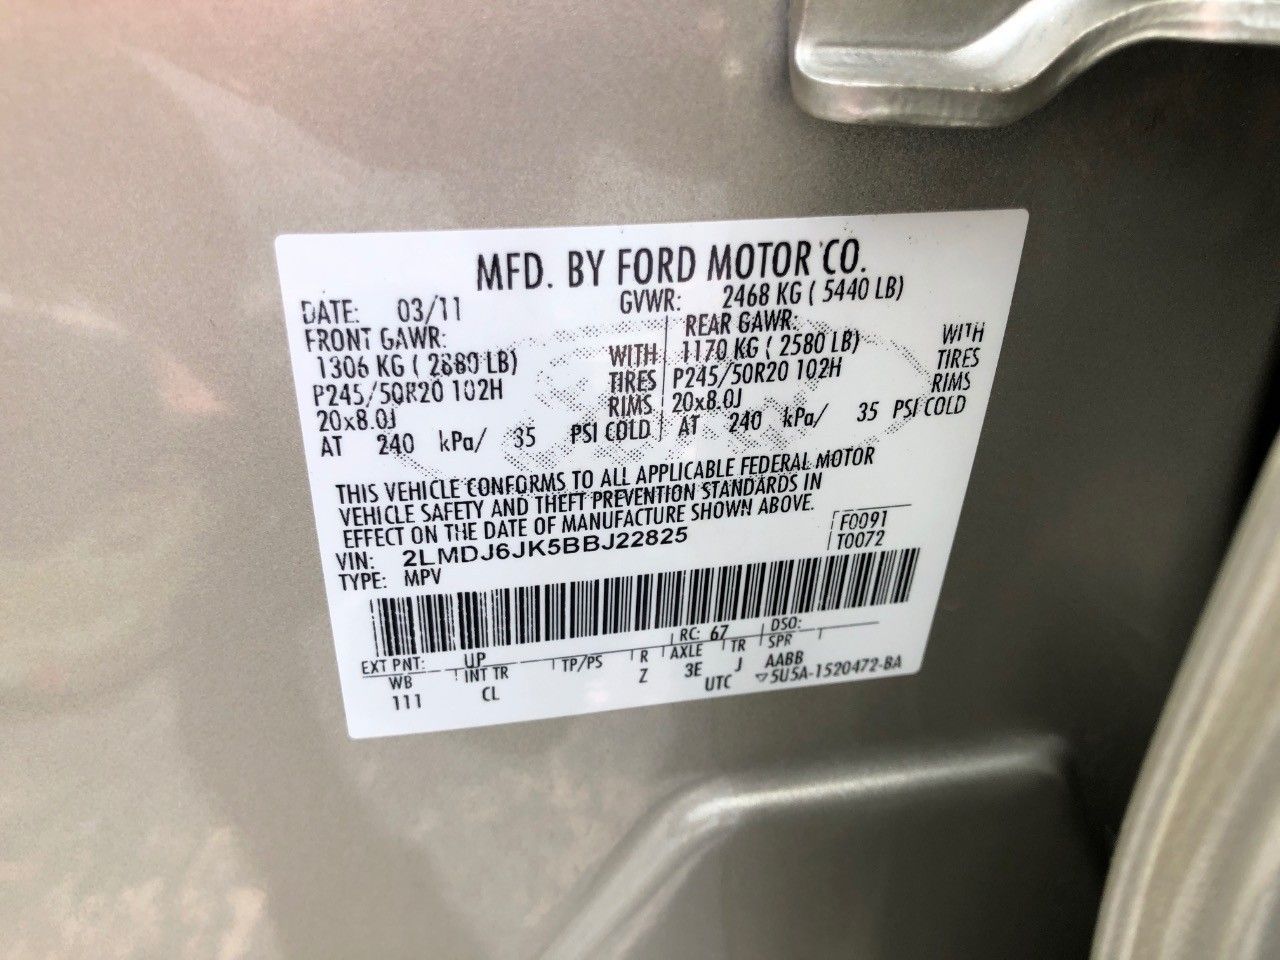 MFD. BY FORD MOTOR CO.
DATE: 03/11 GVWR: 2468 KG ( 5440 LB)
FRONT GAWR: REAR GAWR:
1306 KG ( 2880 LB) WITH 1170 KG ( 2580 LB) WITH
P245/50R20 102H TIRES P245/50R20 102H TIRES
20x8.0J RIMS 20x8.0J RIMS
AT 240 kPa/ 35 PSI COLD AT 240 kPa/ 35 PSI COLD
THIS VEHICLE CONFORMS TO ALL APPLICABLE FEDERAL MOTOR
VEHICLE SAFETY AND THEFT PREVENTION STANDARDS IN
EFFECT ON THE DATE OF MANUFACTURE SHOWN ABOVE.
VIN: 2LMDJ6JK5BBJ22825 F0091
TYPE: MPV T0072
EXT PNT: UP RC: 67 DSO:
WB INT TR TP/PS R AXLE TR SPR
111 CL Z 3E J AABB
UTC ▽5U5A-1520472-BA